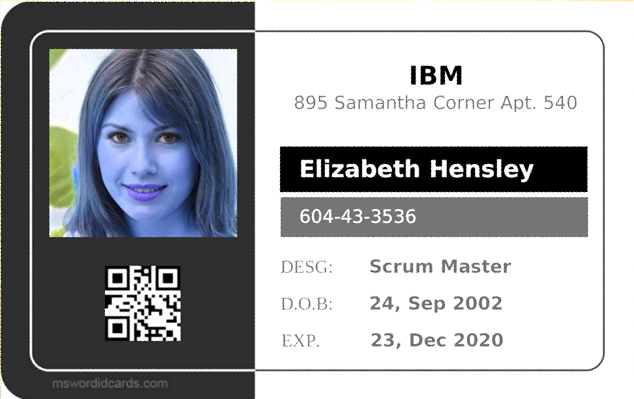 IBM
895 Samantha Corner Apt. 540
Elizabeth Hensley
604-43-3536
DESG: Scrum Master
D.O.B: 24, Sep 2002
EXP. 23, Dec 2020
mswordidcards.com